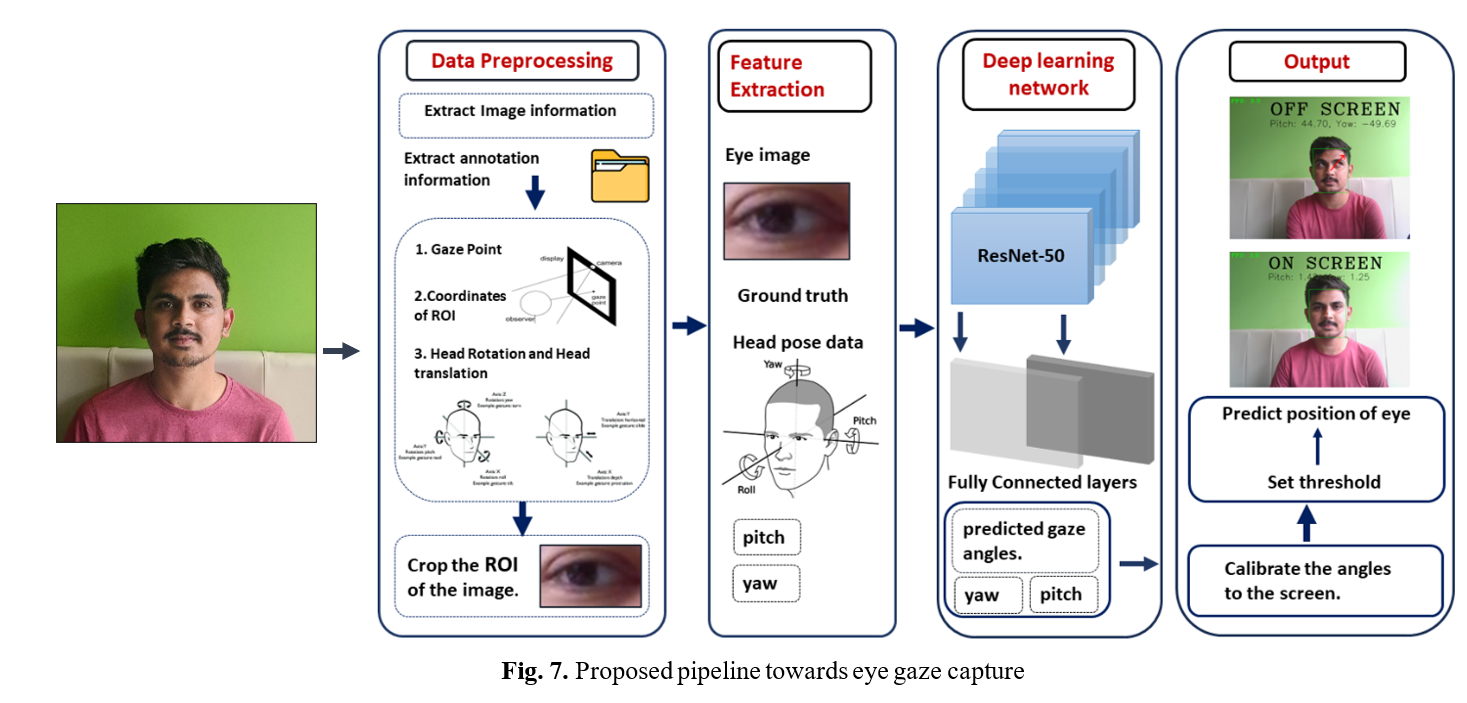 Data Preprocessing
Extract Image information
Extract annotation
information
1. Gaze Point
display
camera
gaze
point
observer
2.Coordinates
of ROI
3. Head Rotation and Head
translation
Axis Z
Rotation yaw
Example gesture turn
Axis Y
Rotation pitch
Example gesture nod
Axis X
Rotation roll
Example gesture tilt
Axis Y
Translation horizontal
Example gesture slide
Axis X
Translation depth
Example gesture protrusion
Crop the ROI
of the image.
Feature
Extraction
Eye image
Ground truth
Head pose data
Yaw
Pitch
Roll
pitch
yaw
Deep learning
network
ResNet-50
Fully Connected layers
predicted gaze
angles.
yaw
pitch
Output
OFF SCREEN
Pitch: 44.70, Yaw: -49.69
ON SCREEN
Pitch: 1.25
Predict position of eye
Set threshold
Calibrate the angles
to the screen.
Fig. 7. Proposed pipeline towards eye gaze capture